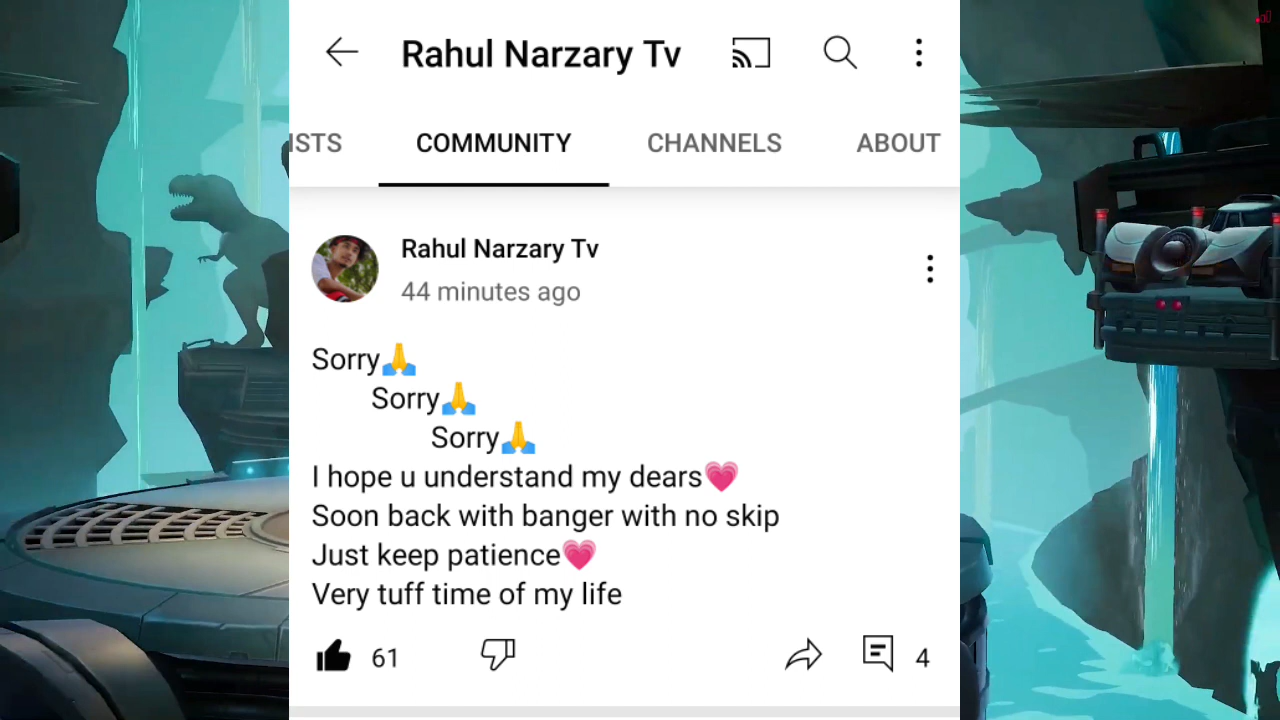 Rahul Narzary Tv
ISTS COMMUNITY CHANNELS ABOUT
Rahul Narzary Tv
44 minutes ago
Sorry🙏
Sorry🙏
Sorry🙏
I hope u understand my dears💗
Soon back with banger with no skip
Just keep patience💗
Very tuff time of my life
61 4